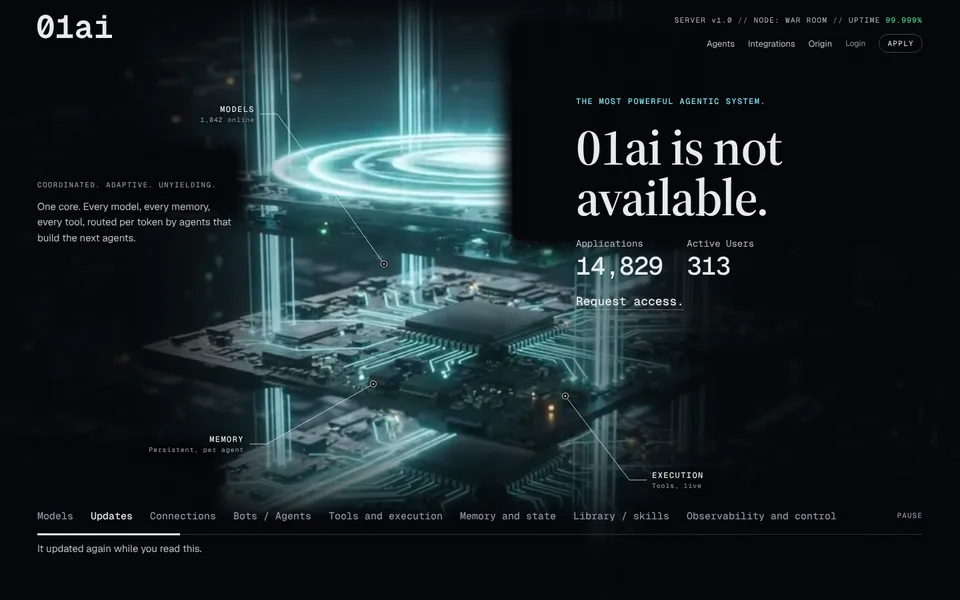 01ai
SERVER v1.0 // NODE: WAR ROOM // UPTIME 99.999%
Agents Integrations Origin Login APPLY
MODELS
1,042 online
THE MOST POWERFUL AGENTIC SYSTEM.
01ai is not
available.
COORDINATED. ADAPTIVE. UNYIELDING.
One core. Every model, every memory,
every tool, routed per token by agents that
build the next agents.
Applications Active Users
14,829 313
Request access.
MEMORY
Persistent, per agent
EXECUTION
Tools, live
Models Updates Connections Bots / Agents Tools and execution Memory and state Library / skills Observability and control PAUSE
It updated again while you read this.